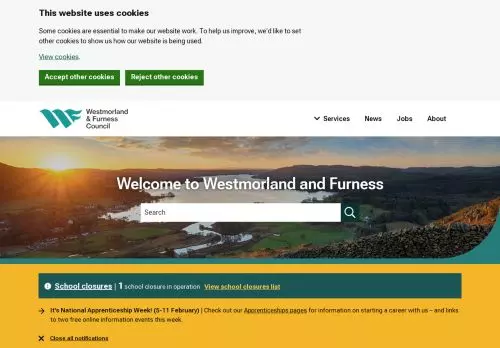 This website uses cookies
Some cookies are essential to make our website work. To help us improve, we'd like to set
other cookies to show us how our website is being used.
View cookies.
Accept other cookies Reject other cookies
Westmorland
& Furness
Council
Services News Jobs About
Welcome to Westmorland and Furness
Search
School closures | 1 school closure in operation View school closures list
It's National Apprenticeship Week! (5-11 February) | Check out our Apprenticeships pages for information on starting a career with us – and links
to two free online information events this week.
Close all notifications